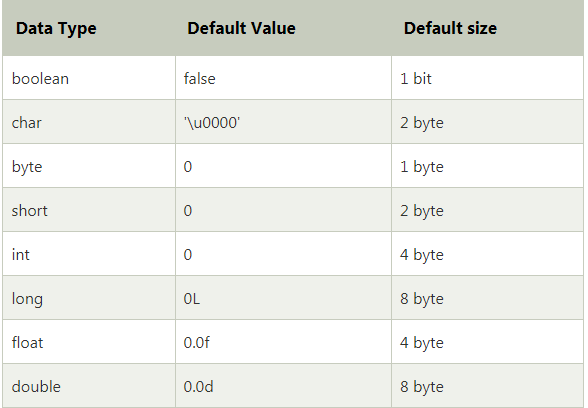 Data Type Default Value Default size
boolean false 1 bit
char '\u0000' 2 byte
byte 0 1 byte
short 0 2 byte
int 0 4 byte
long 0L 8 byte
float 0.0f 4 byte
double 0.0d 8 byte